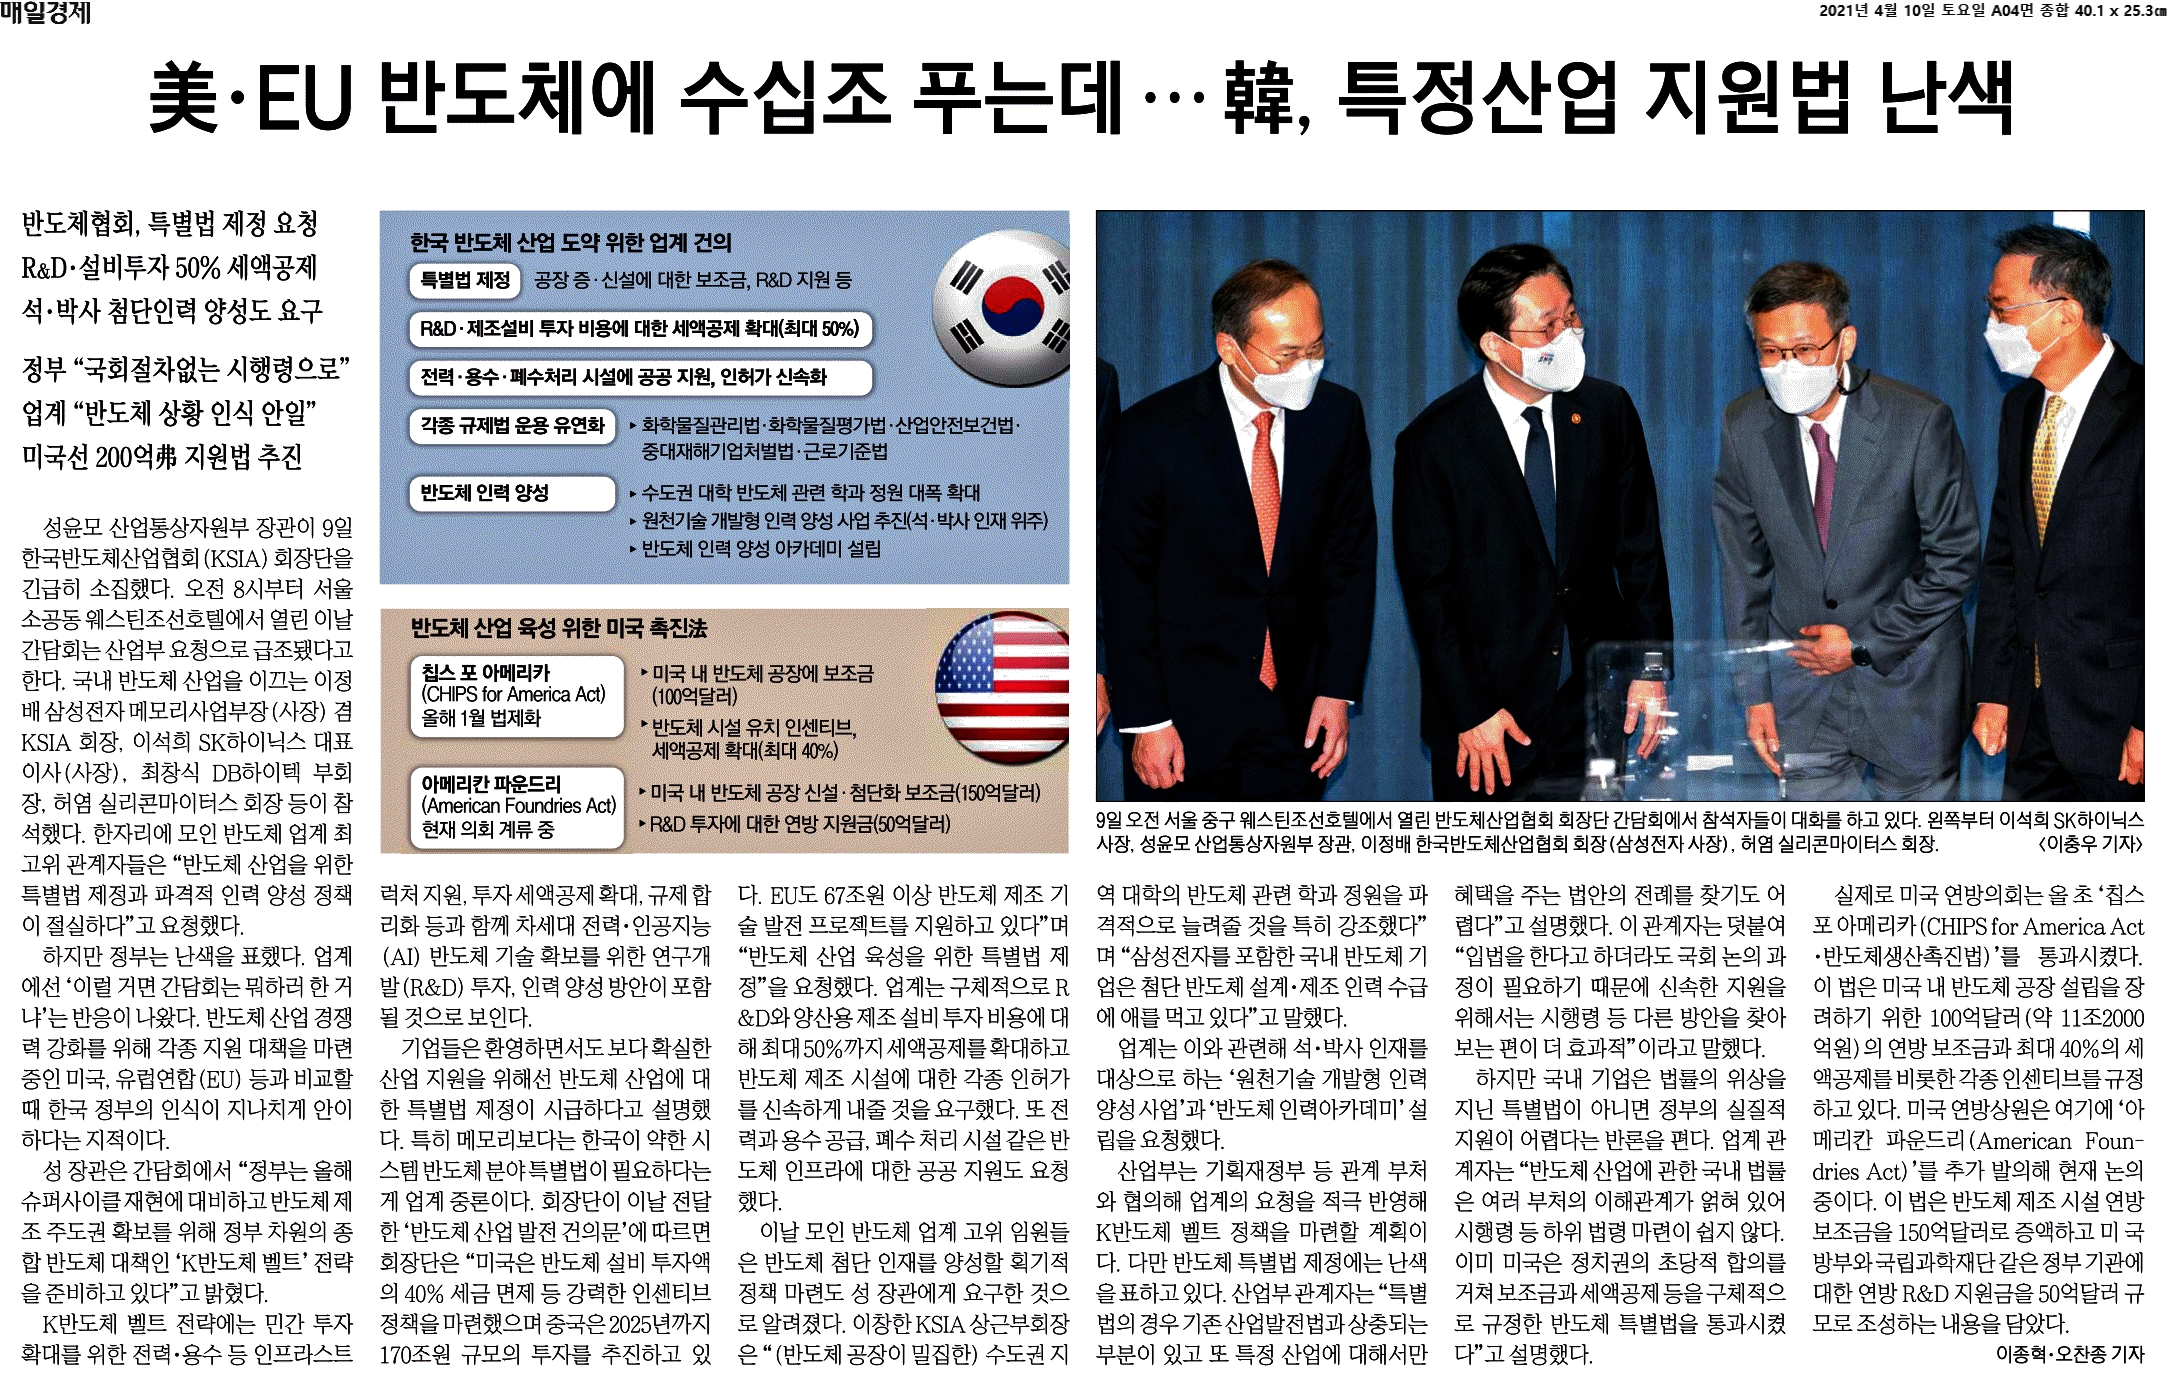 매일경제
2021년 4월 10일 토요일 A04면 종합 40.1 x 25.3㎝
美·EU 반도체에 수십조 푸는데…韓, 특정산업 지원법 난색
반도체협회, 특별법 제정 요청
R&D·설비투자 50% 세액공제
석·박사 첨단인력 양성도 요구
정부 “국회절차없는 시행령으로”
업계 “반도체 상황 인식 안일”
미국선 200억弗 지원법 추진
한국 반도체 산업 도약 위한 업계 건의
특별법 제정 공장 증·신설에 대한 보조금, R&D 지원 등
R&D·제조설비 투자 비용에 대한 세액공제 확대(최대 50%)
전력·용수·폐수처리 시설에 공공 지원, 인허가 신속화
각종 규제법 운용 유연화 ▸화학물질관리법·화학물질평가법·산업안전보건법·
중대재해기업처벌법·근로기준법
반도체 인력 양성 ▸수도권 대학 반도체 관련 학과 정원 대폭 확대
▸원천기술 개발형 인력 양성 사업 추진(석·박사 인재 위주)
▸반도체 인력 양성 아카데미 설립
반도체 산업 육성 위한 미국 촉진法
칩스 포 아메리카
(CHIPS for America Act)
올해 1월 법제화
▸미국 내 반도체 공장에 보조금
(100억달러)
▸반도체 시설 유치 인센티브,
세액공제 확대(최대 40%)
아메리칸 파운드리
(American Foundries Act)
현재 의회 계류 중
▸미국 내 반도체 공장 신설·첨단화 보조금(150억달러)
▸R&D 투자에 대한 연방 지원금(50억달러)
9일 오전 서울 중구 웨스틴조선호텔에서 열린 반도체산업협회 회장단 간담회에서 참석자들이 대화를 하고 있다. 왼쪽부터 이석희 SK하이닉스
사장, 성윤모 산업통상자원부 장관, 이정배 한국반도체산업협회 회장(삼성전자 사장), 허염 실리콘마이터스 회장. 〈이충우 기자〉
성윤모 산업통상자원부 장관이 9일
한국반도체산업협회(KSIA) 회장단을
긴급히 소집했다. 오전 8시부터 서울
소공동 웨스틴조선호텔에서 열린 이날
간담회는 산업부 요청으로 급조됐다고
한다. 국내 반도체 산업을 이끄는 이정
배 삼성전자 메모리사업부장(사장) 겸
KSIA 회장, 이석희 SK하이닉스 대표
이사(사장), 최창식 DB하이텍 부회
장, 허염 실리콘마이터스 회장 등이 참
석했다. 한자리에 모인 반도체 업계 최
고위 관계자들은 “반도체 산업을 위한
특별법 제정과 파격적 인력 양성 정책
이 절실하다”고 요청했다.
하지만 정부는 난색을 표했다. 업계
에선 ‘이럴 거면 간담회는 뭐하러 한 거
냐’는 반응이 나왔다. 반도체 산업 경쟁
력 강화를 위해 각종 지원 대책을 마련
중인 미국, 유럽연합(EU) 등과 비교할
때 한국 정부의 인식이 지나치게 안이
하다는 지적이다.
성 장관은 간담회에서 “정부는 올해
슈퍼사이클 재현에 대비하고 반도체 제
조 주도권 확보를 위해 정부 차원의 종
합 반도체 대책인 ‘K반도체 벨트’ 전략
을 준비하고 있다”고 밝혔다.
K반도체 벨트 전략에는 민간 투자
확대를 위한 전력·용수 등 인프라스트
럭처 지원, 투자 세액공제 확대, 규제 합
리화 등과 함께 차세대 전력·인공지능
(AI) 반도체 기술 확보를 위한 연구개
발(R&D) 투자, 인력 양성 방안이 포함
될 것으로 보인다.
기업들은 환영하면서도 보다 확실한
산업 지원을 위해선 반도체 산업에 대
한 특별법 제정이 시급하다고 설명했
다. 특히 메모리보다는 한국이 약한 시
스템 반도체 분야 특별법이 필요하다는
게 업계 중론이다. 회장단이 이날 전달
한 ‘반도체 산업 발전 건의문’에 따르면
회장단은 “미국은 반도체 설비 투자액
의 40% 세금 면제 등 강력한 인센티브
정책을 마련했으며 중국은 2025년까지
170조원 규모의 투자를 추진하고 있
다. EU도 67조원 이상 반도체 제조 기
술 발전 프로젝트를 지원하고 있다”며
“반도체 산업 육성을 위한 특별법 제
정”을 요청했다. 업계는 구체적으로 R
&D와 양산용 제조 설비 투자 비용에 대
해 최대 50%까지 세액공제를 확대하고
반도체 제조 시설에 대한 각종 인허가
를 신속하게 내줄 것을 요구했다. 또 전
력과 용수 공급, 폐수 처리 시설 같은 반
도체 인프라에 대한 공공 지원도 요청
했다.
이날 모인 반도체 업계 고위 임원들
은 반도체 첨단 인재를 양성할 획기적
정책 마련도 성 장관에게 요구한 것으
로 알려졌다. 이창한 KSIA 상근부회장
은 “(반도체 공장이 밀집한) 수도권 지
역 대학의 반도체 관련 학과 정원을 파
격적으로 늘려줄 것을 특히 강조했다”
며 “삼성전자를 포함한 국내 반도체 기
업은 첨단 반도체 설계·제조 인력 수급
에 애를 먹고 있다”고 말했다.
업계는 이와 관련해 석·박사 인재를
대상으로 하는 ‘원천기술 개발형 인력
양성 사업’과 ‘반도체 인력아카데미’ 설
립을 요청했다.
산업부는 기획재정부 등 관계 부처
와 협의해 업계의 요청을 적극 반영해
K반도체 벨트 정책을 마련할 계획이
다. 다만 반도체 특별법 제정에는 난색
을 표하고 있다. 산업부 관계자는 “특별
법의 경우 기존 산업발전법과 상충되는
부분이 있고 또 특정 산업에 대해서만
혜택을 주는 법안의 전례를 찾기도 어
렵다”고 설명했다. 이 관계자는 덧붙여
“입법을 한다고 하더라도 국회 논의 과
정이 필요하기 때문에 신속한 지원을
위해서는 시행령 등 다른 방안을 찾아
보는 편이 더 효과적”이라고 말했다.
하지만 국내 기업은 법률의 위상을
지닌 특별법이 아니면 정부의 실질적
지원이 어렵다는 반론을 편다. 업계 관
계자는 “반도체 산업에 관한 국내 법률
은 여러 부처의 이해관계가 얽혀 있어
시행령 등 하위 법령 마련이 쉽지 않다.
이미 미국은 정치권의 초당적 합의를
거쳐 보조금과 세액공제 등을 구체적으
로 규정한 반도체 특별법을 통과시켰
다”고 설명했다.
실제로 미국 연방의회는 올 초 ‘칩스
포 아메리카(CHIPS for America Act
·반도체생산촉진법)’를 통과시켰다.
이 법은 미국 내 반도체 공장 설립을 장
려하기 위한 100억달러(약 11조2000
억원)의 연방 보조금과 최대 40%의 세
액공제를 비롯한 각종 인센티브를 규정
하고 있다. 미국 연방상원은 여기에 ‘아
메리칸 파운드리(American Foun-
dries Act)’를 추가 발의해 현재 논의
중이다. 이 법은 반도체 제조 시설 연방
보조금을 150억달러로 증액하고 미 국
방부와 국립과학재단 같은 정부 기관에
대한 연방 R&D 지원금을 50억달러 규
모로 조성하는 내용을 담았다.
이종혁·오찬종 기자